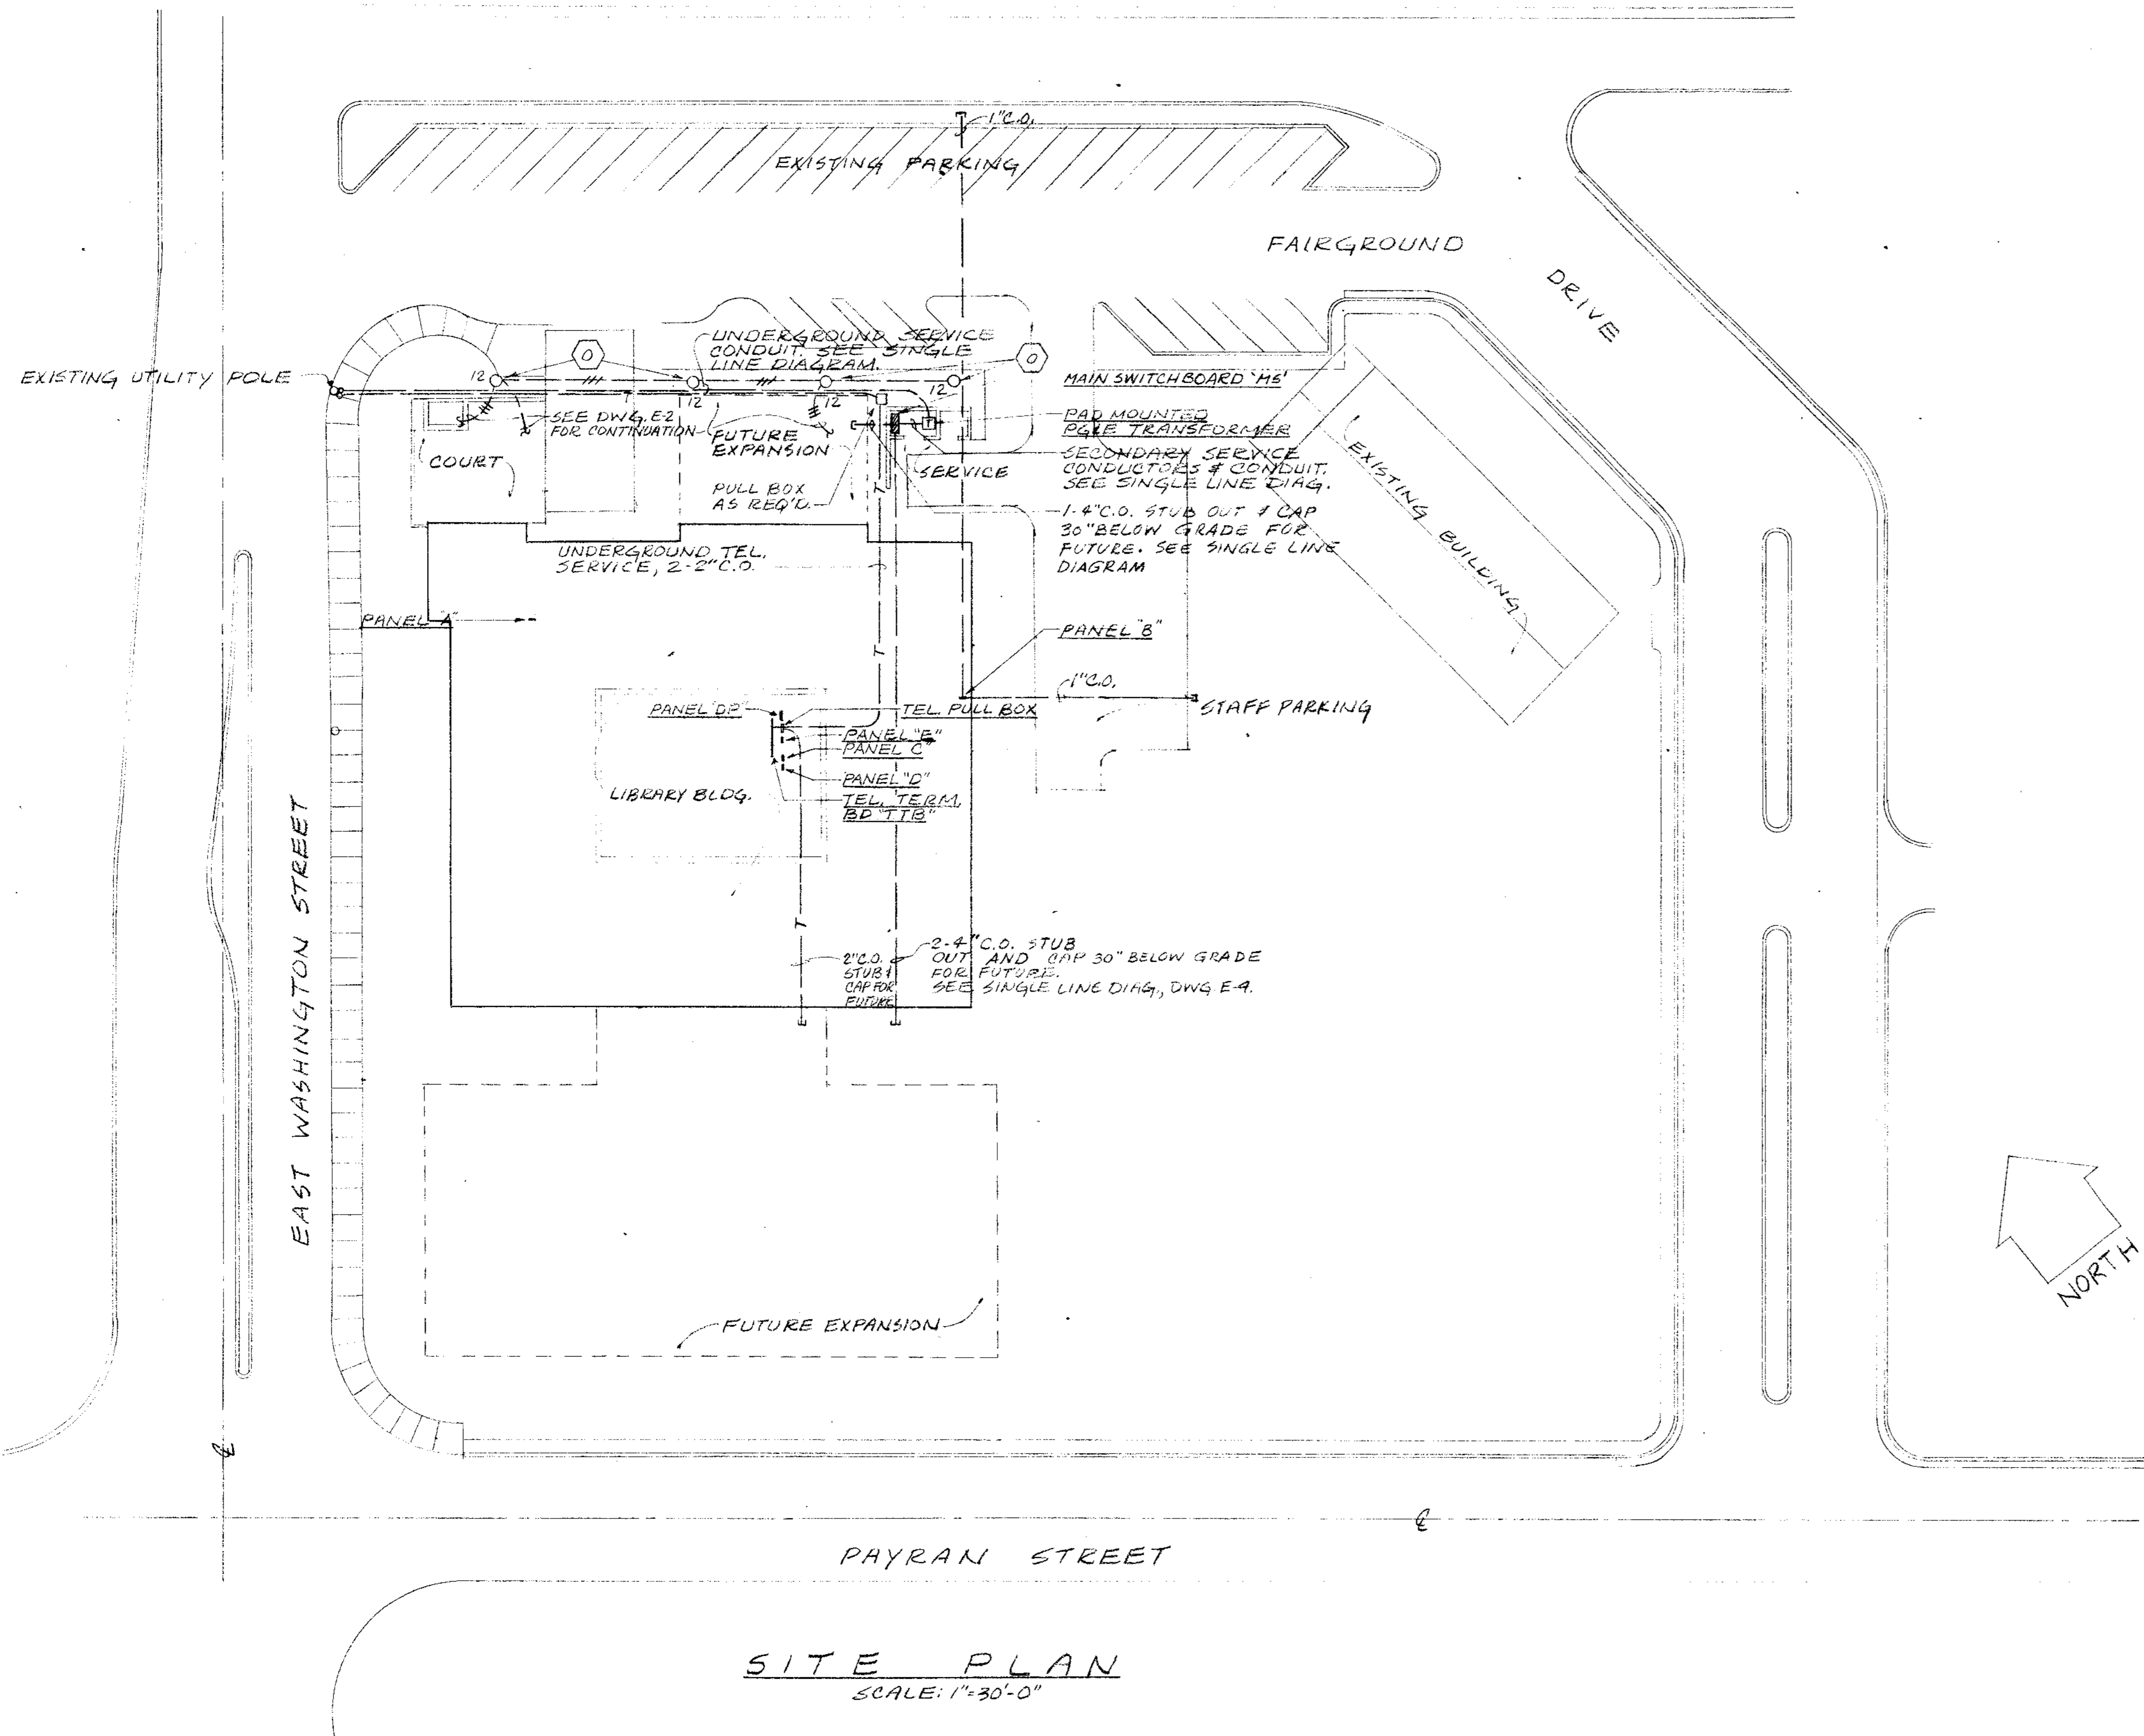 1"C.O.
EXISTING PARKING
FAIRGROUND
DRIVE
UNDERGROUND SERVICE
CONDUIT. SEE SINGLE
LINE DIAGRAM.
O
O
EXISTING UTILITY POLE
12
12
12
12
MAIN SWITCHBOARD 'MS'
SEE DWG. E-2
FOR CONTINUATION
FUTURE
EXPANSION
PAD MOUNTED
PG&E TRANSFORMER
COURT
SERVICE
SECONDARY SERVICE
CONDUCTORS & CONDUIT.
SEE SINGLE LINE DIAG.
PULL BOX
AS REQ'D.
T
1-4"C.O. STUB OUT & CAP
30" BELOW GRADE FOR
FUTURE. SEE SINGLE LINE
DIAGRAM
EXISTING BUILDING
UNDERGROUND TEL.
SERVICE, 2-2"C.O.
PANEL "A"
PANEL "B"
T
1"C.O.
STAFF PARKING
PANEL "DP"
TEL. PULL BOX
PANEL "E"
PANEL "C"
PANEL "D"
TEL. TERM.
BD "TTB"
LIBRARY BLDG.
EAST WASHINGTON STREET
T
2"C.O.
STUB &
CAP FOR
FUTURE
2-4"C.O. STUB
OUT AND CAP 30" BELOW GRADE
FOR FUTURE.
SEE SINGLE LINE DIAG., DWG E-4.
NORTH
FUTURE EXPANSION
℄
℄
PAYRAN STREET
SITE PLAN
SCALE: 1"=30'-0"